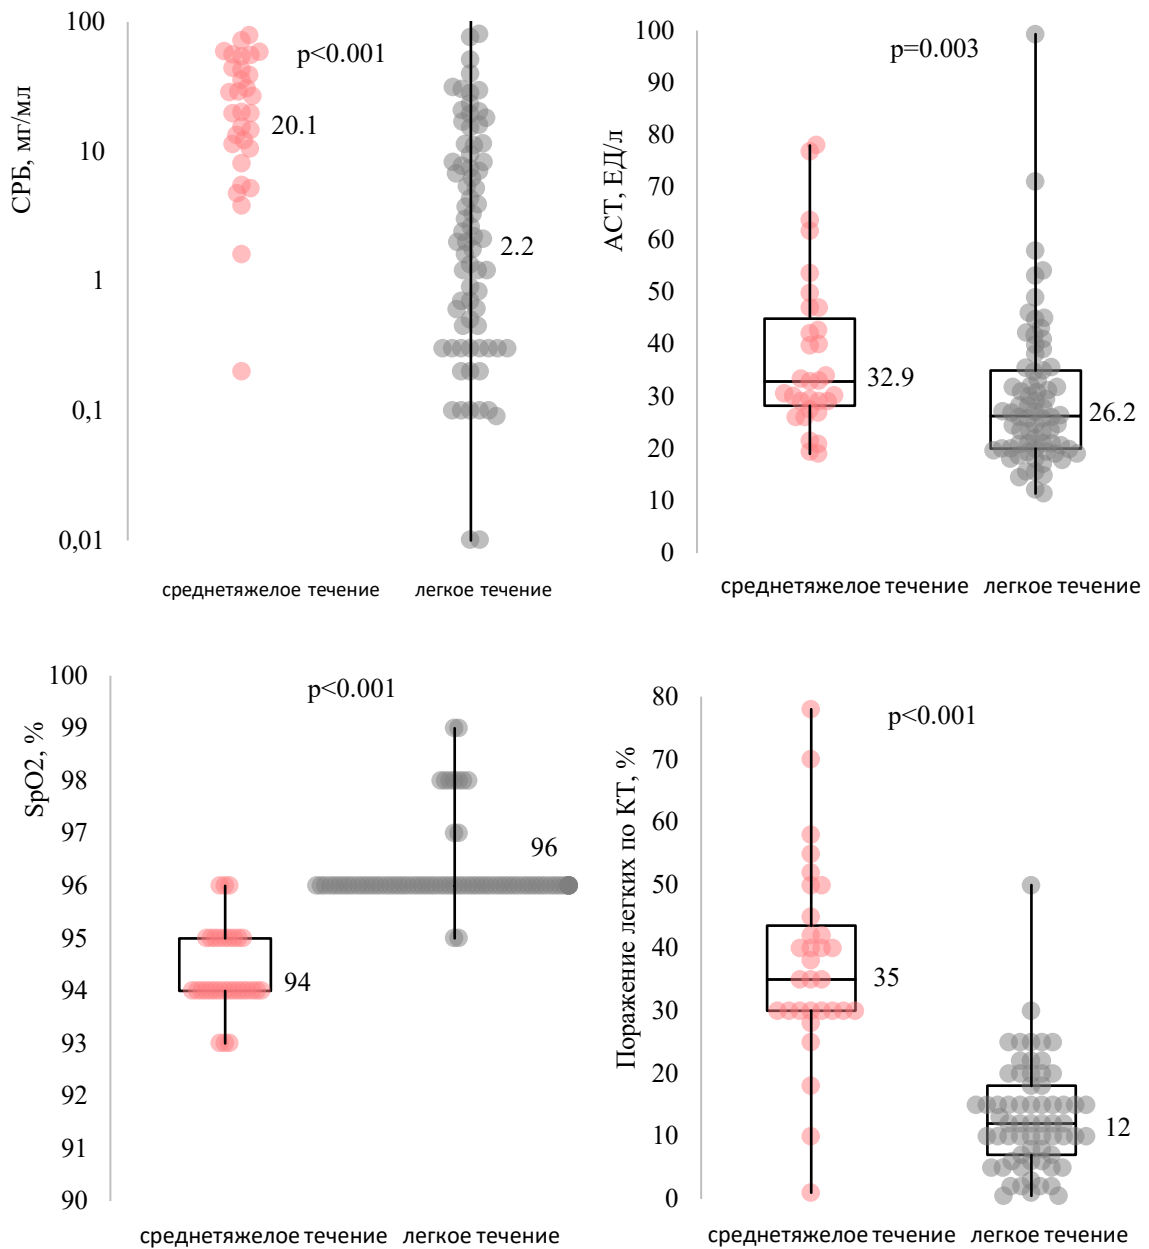 СРБ, мг/мл
100
10
1
0,1
0,01
p<0.001
20.1
2.2
среднетяжелое течение
легкое течение
АСТ, ЕД/л
100
90
80
70
60
50
40
30
20
10
0
p=0.003
32.9
26.2
среднетяжелое течение
легкое течение
SpO2, %
100
99
98
97
96
95
94
93
92
91
90
p<0.001
94
96
среднетяжелое течение
легкое течение
Поражение легких по КТ, %
80
70
60
50
40
30
20
10
0
p<0.001
35
12
среднетяжелое течение
легкое течение